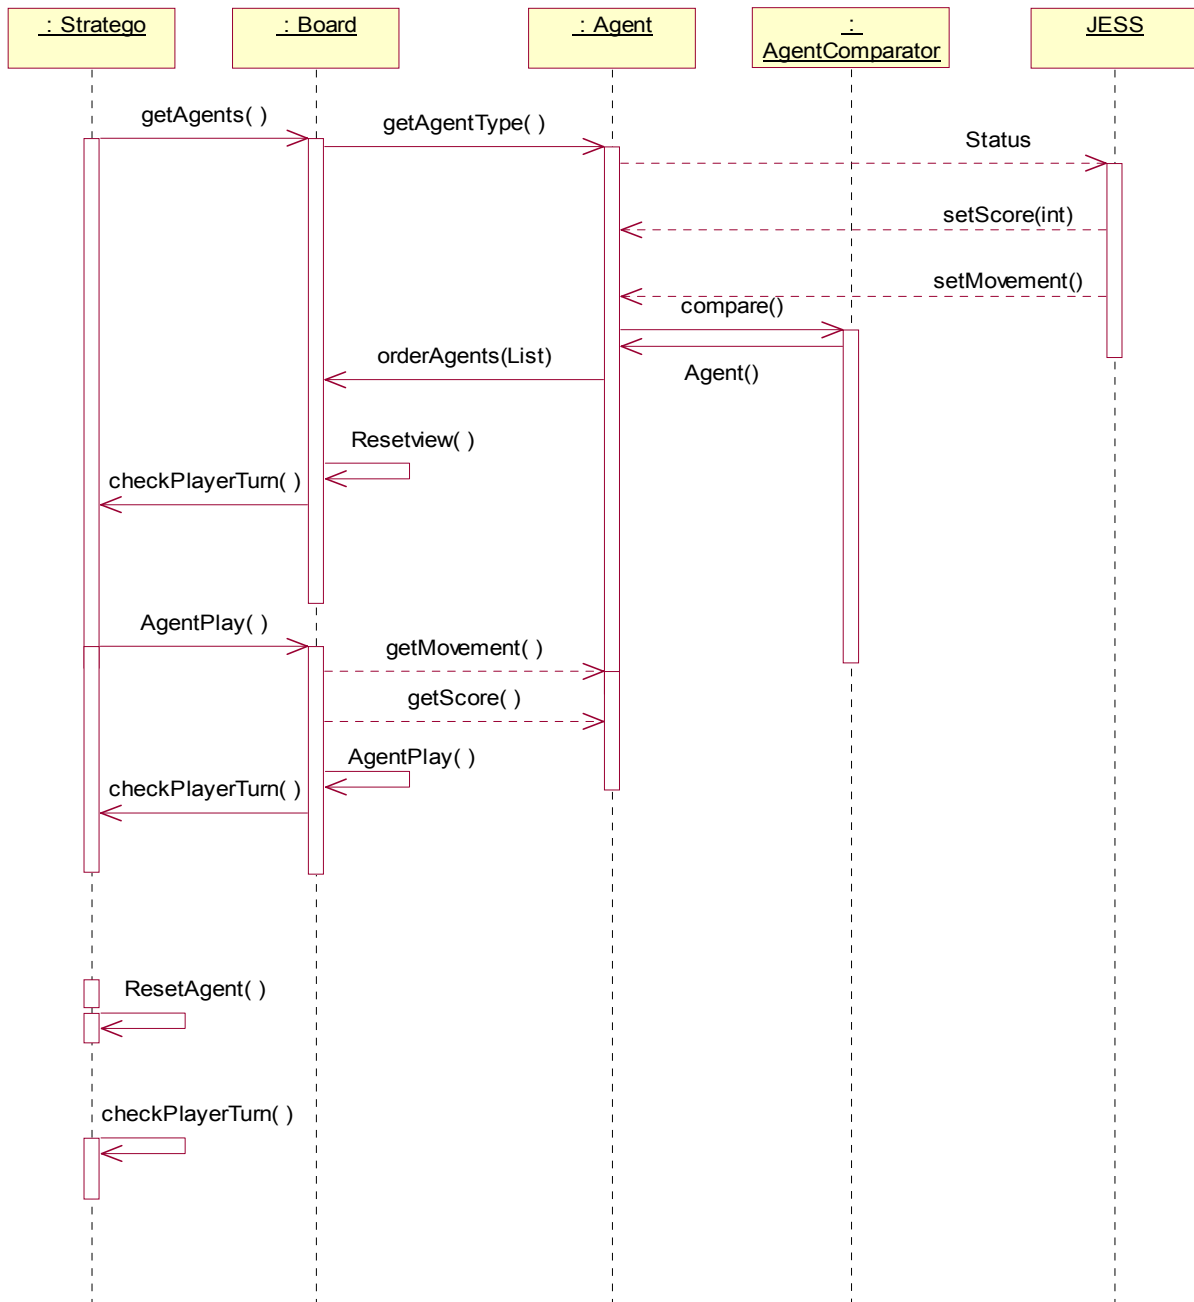 : Stratego
: Board
: Agent
:
AgentComparator
JESS
getAgents( )
getAgentType( )
Status
setScore(int)
setMovement()
compare()
orderAgents(List)
Agent()
Resetview( )
checkPlayerTurn( )
AgentPlay( )
getMovement( )
getScore( )
AgentPlay( )
checkPlayerTurn( )
ResetAgent( )
checkPlayerTurn( )